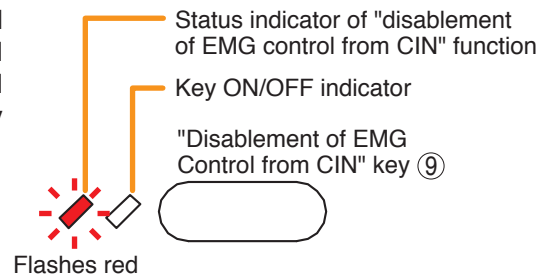 Status indicator of "disablement
of EMG control from CIN" function
Key ON/OFF indicator
"Disablement of EMG
Control from CIN" key ⑨
Flashes red